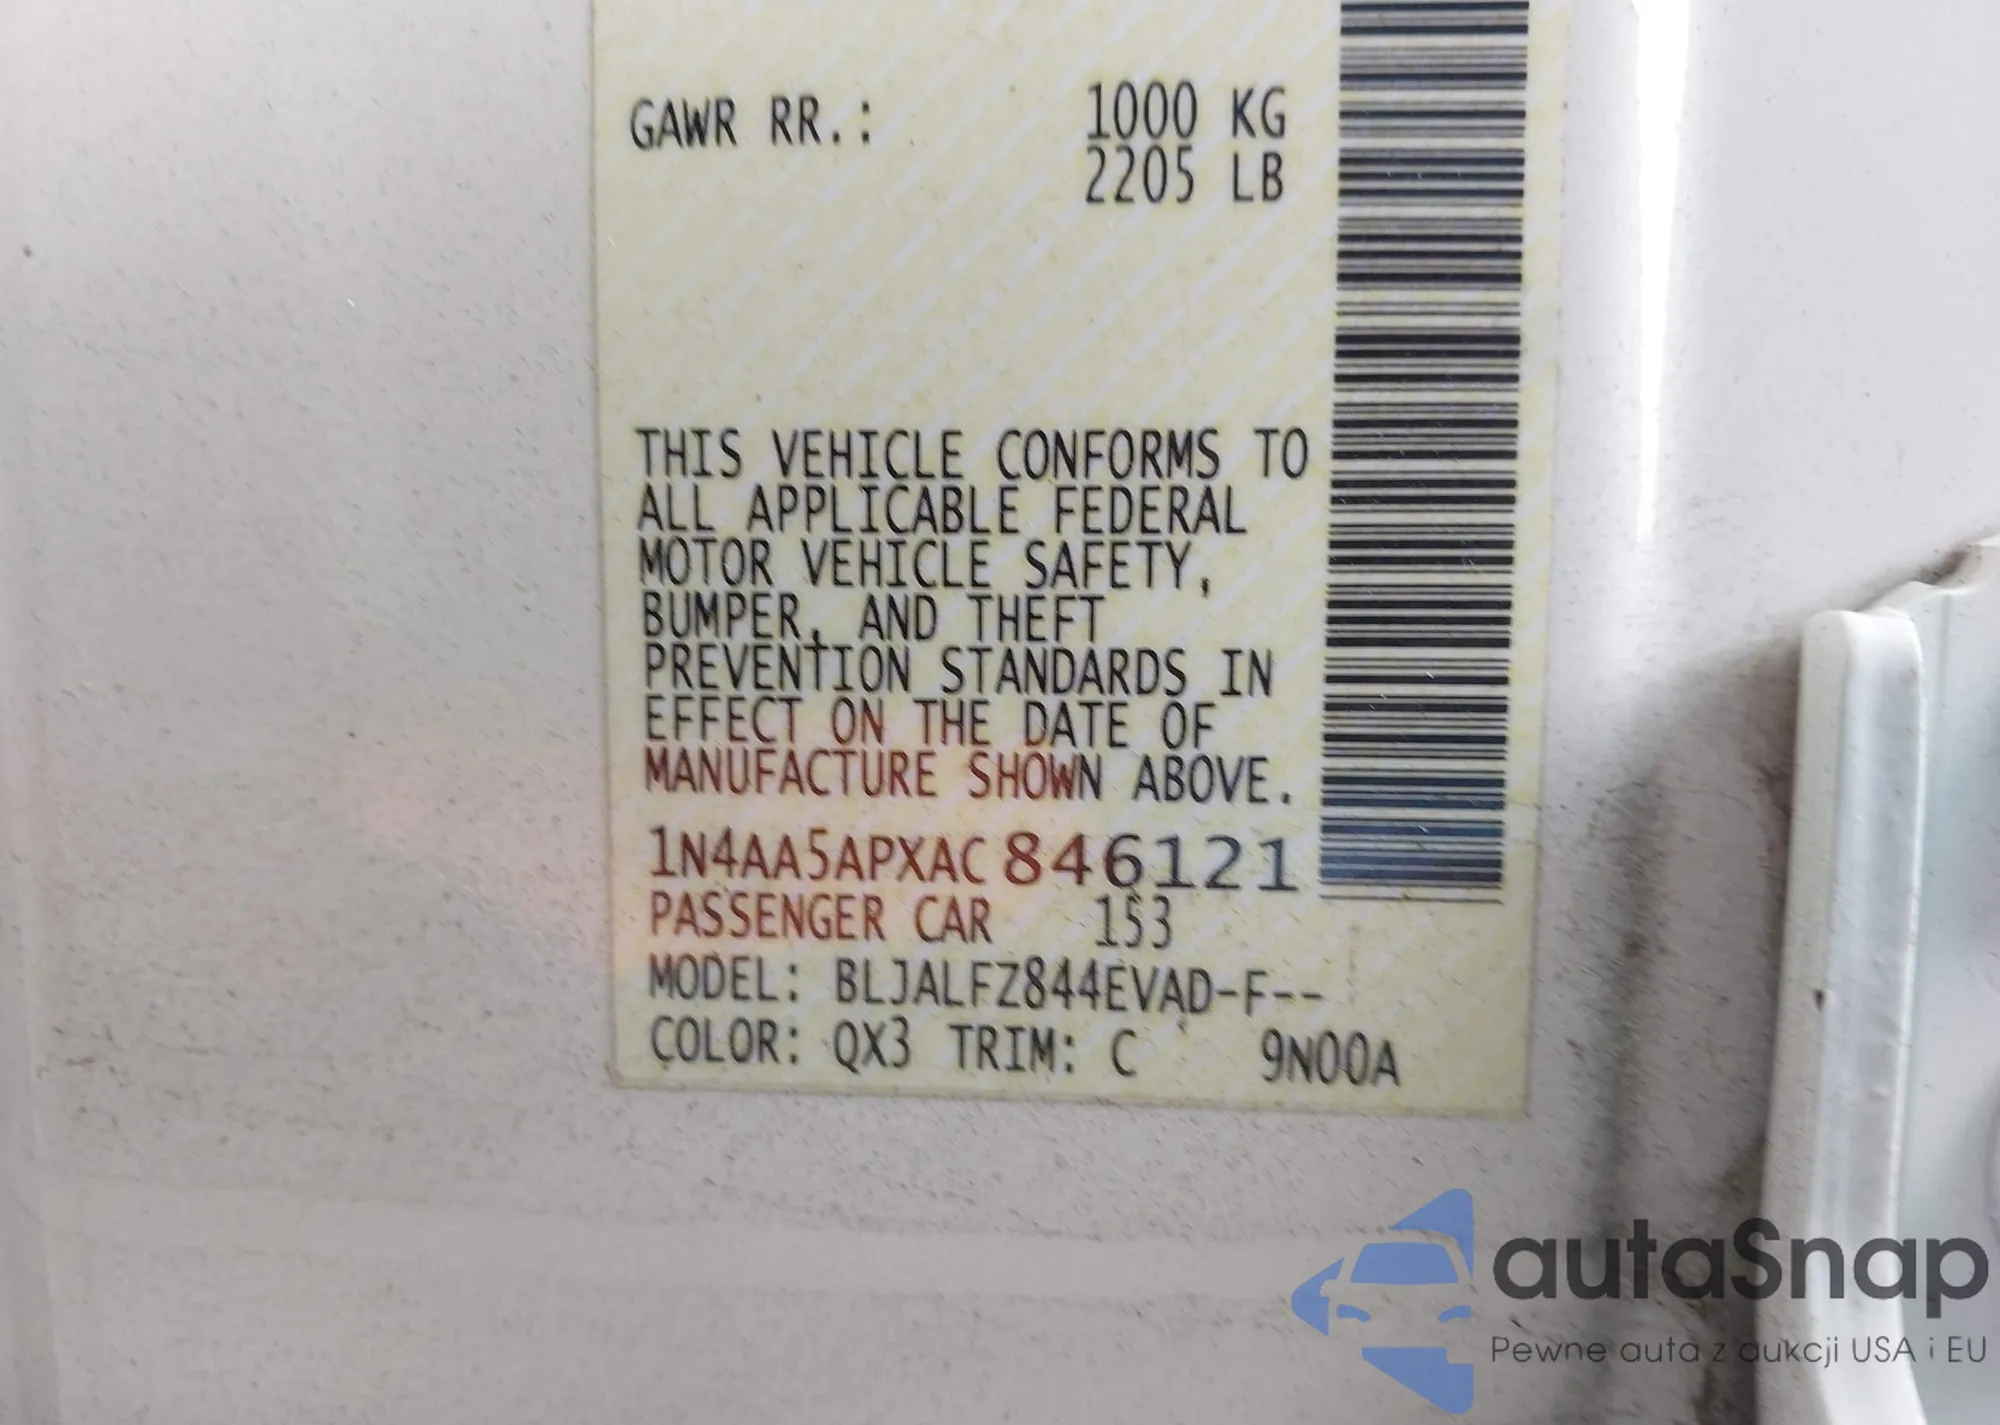 GAWR RR.: 1000 KG
2205 LB
THIS VEHICLE CONFORMS TO
ALL APPLICABLE FEDERAL
MOTOR VEHICLE SAFETY,
BUMPER, AND THEFT
PREVENTION STANDARDS IN
EFFECT ON THE DATE OF
MANUFACTURE SHOWN ABOVE.
1N4AA5APXAC846121
PASSENGER CAR 153
MODEL: BLJALFZ844EVAD-F--
COLOR: QX3 TRIM: C 9N00A
autaSnap
Pewne auta z aukcji USA i EU